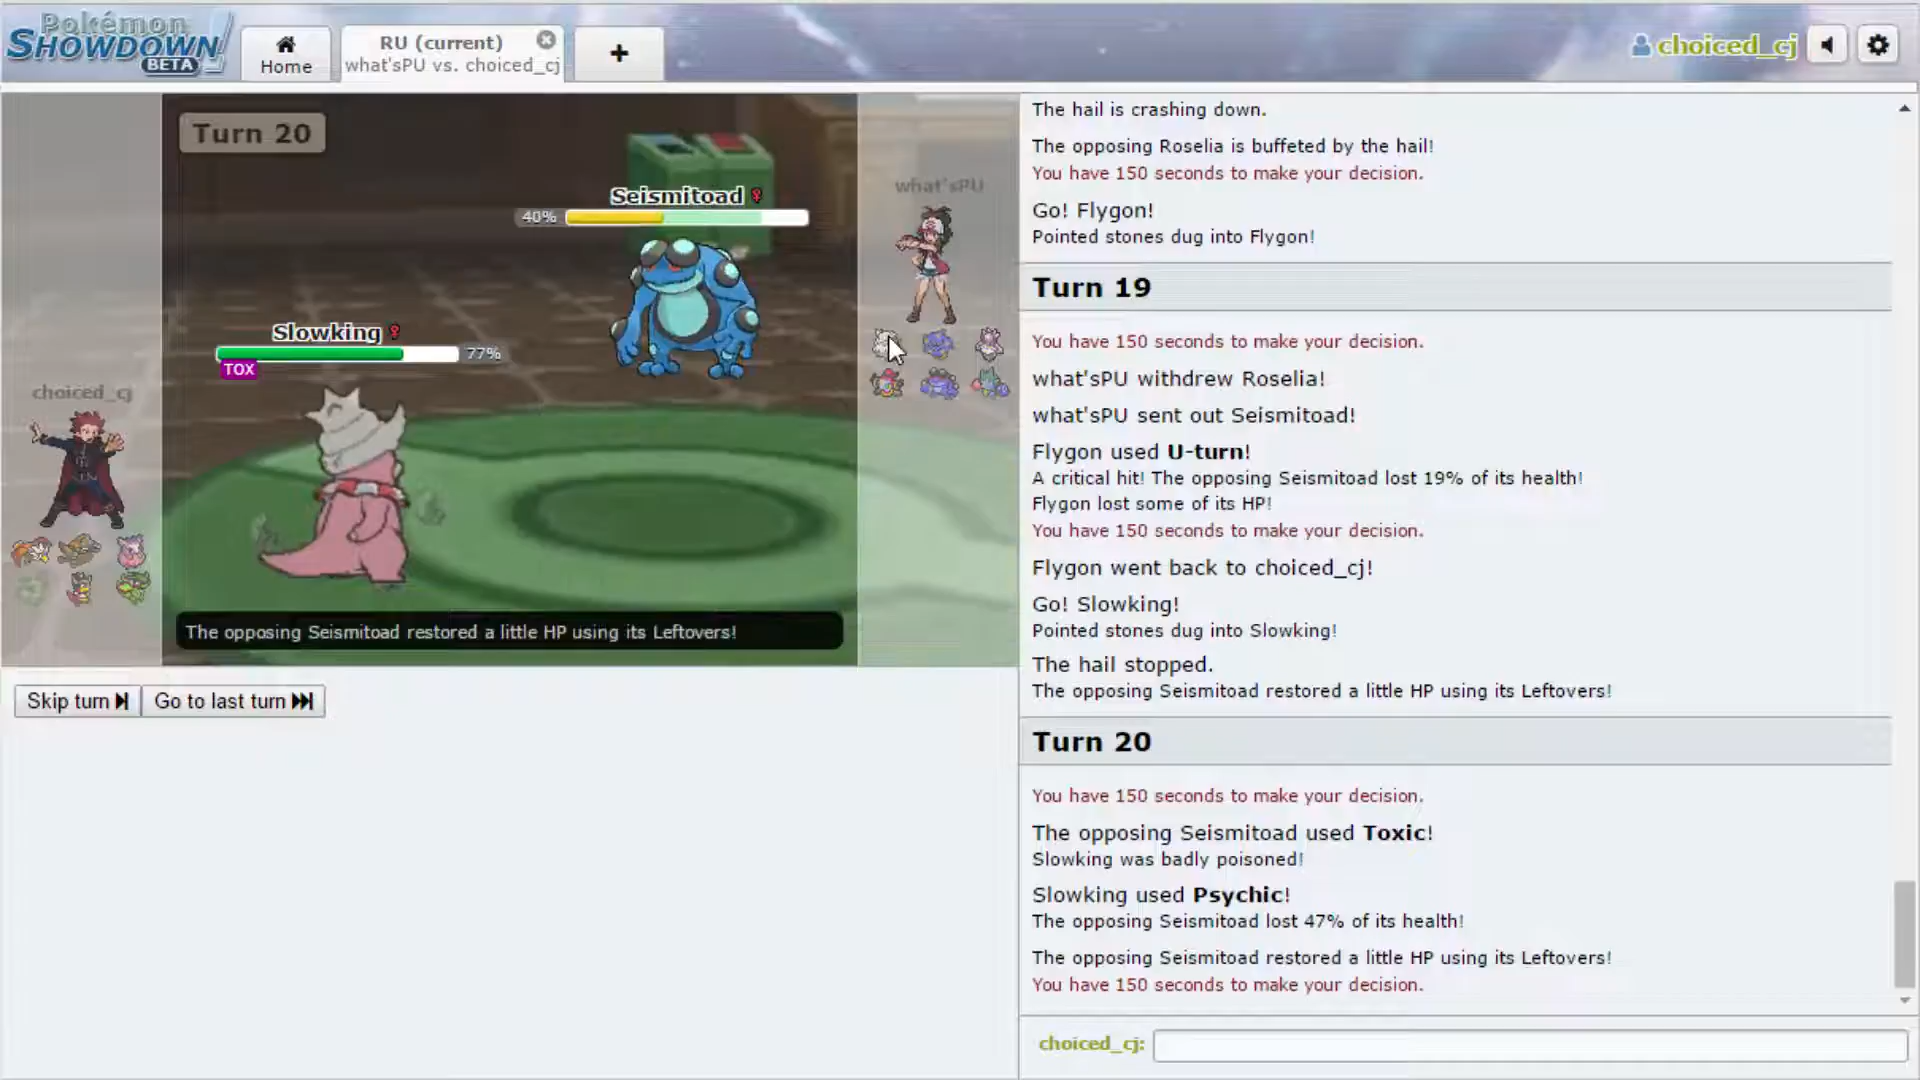 Pokémon
SHOWDOWN
BETA
Home
RU (current)
what'sPU vs. choiced_cj
+
choiced_cj
Turn 20
Seismitoad
40%
Slowking
77%
TOX
what'sPU
choiced_cj
The opposing Seismitoad restored a little HP using its Leftovers!
Skip turn
Go to last turn
The hail is crashing down.
The opposing Roselia is buffeted by the hail!
You have 150 seconds to make your decision.
Go! Flygon!
Pointed stones dug into Flygon!
Turn 19
You have 150 seconds to make your decision.
what'sPU withdrew Roselia!
what'sPU sent out Seismitoad!
Flygon used U-turn!
A critical hit! The opposing Seismitoad lost 19% of its health!
Flygon lost some of its HP!
You have 150 seconds to make your decision.
Flygon went back to choiced_cj!
Go! Slowking!
Pointed stones dug into Slowking!
The hail stopped.
The opposing Seismitoad restored a little HP using its Leftovers!
Turn 20
You have 150 seconds to make your decision.
The opposing Seismitoad used Toxic!
Slowking was badly poisoned!
Slowking used Psychic!
The opposing Seismitoad lost 47% of its health!
The opposing Seismitoad restored a little HP using its Leftovers!
You have 150 seconds to make your decision.
choiced_cj: